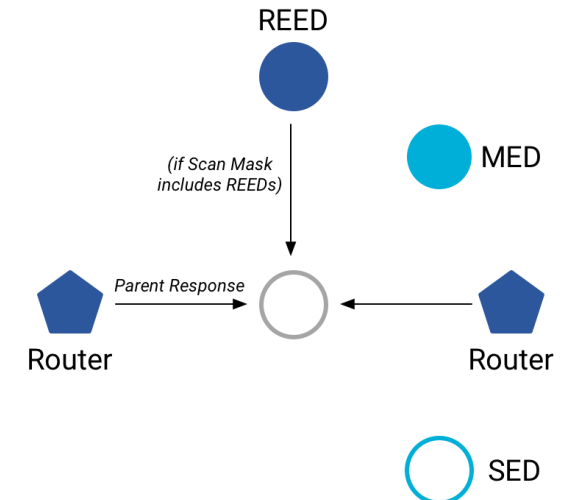 REED
(if Scan Mask
includes REEDs)
MED
Parent Response
Router
Router
SED